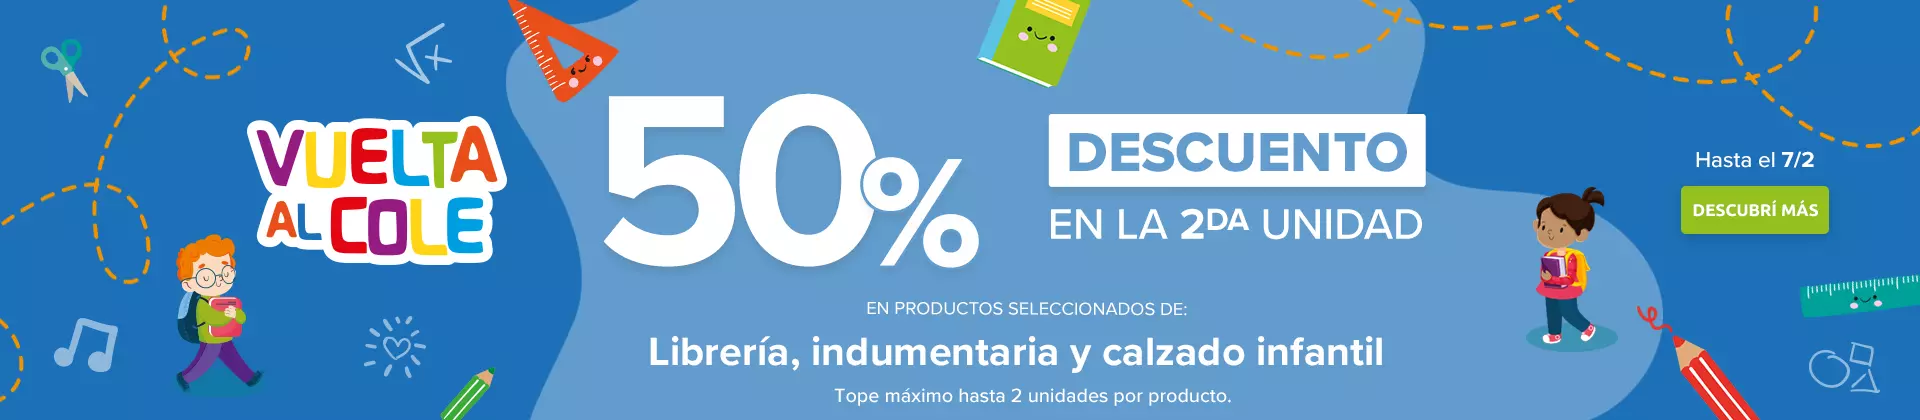 VUELTA
AL COLE
50%
DESCUENTO
EN LA 2DA UNIDAD
EN PRODUCTOS SELECCIONADOS DE:
Librería, indumentaria y calzado infantil
Tope máximo hasta 2 unidades por producto.
Hasta el 7/2
DESCUBRÍ MÁS